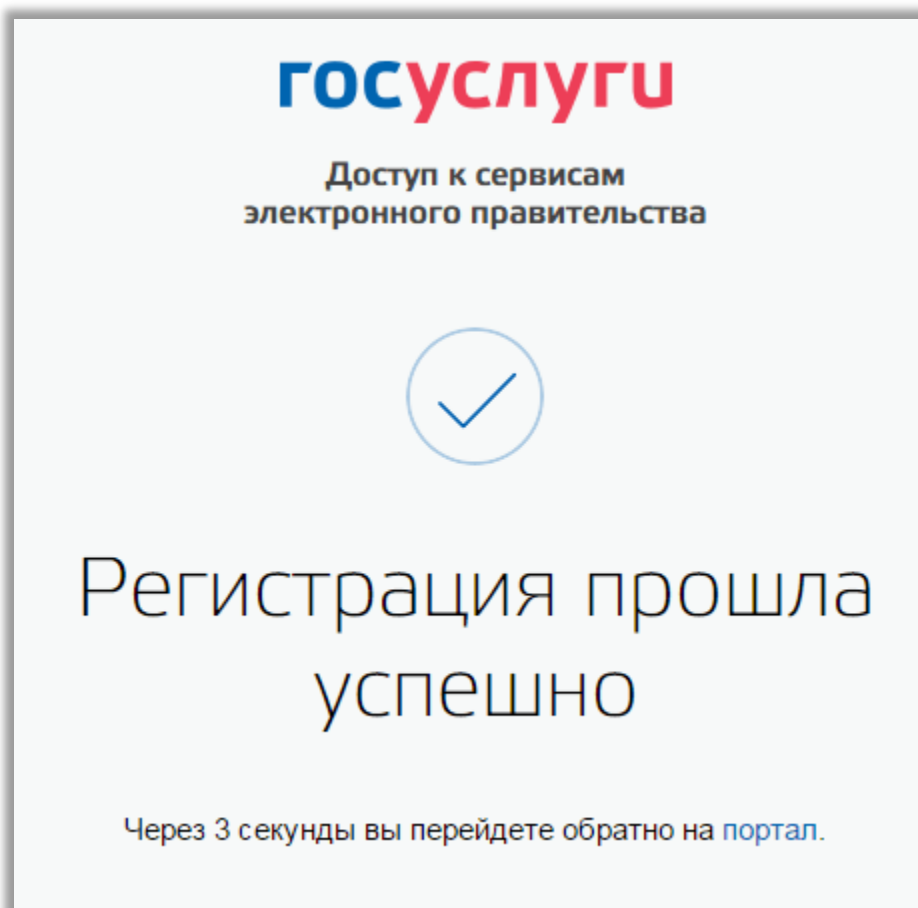 госуслуги
Доступ к сервисам
электронного правительства
Регистрация прошла
успешно
Через 3 секунды вы перейдете обратно на портал.